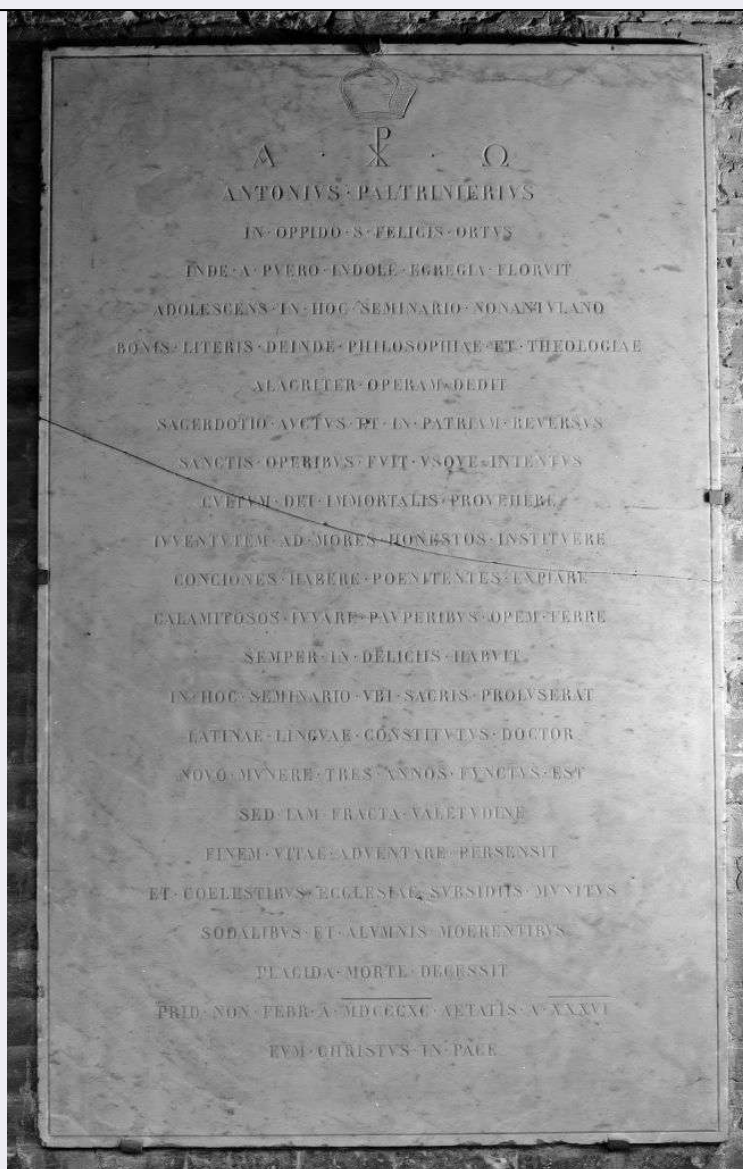 Α · ☧ · Ω
ANTONIVS · PALTRINIERIVS
IN · OPPIDO · S · FELICIS · ORTVS
INDE · A · PVERO · INDOLE · EGREGIA · FLORVIT
ADOLESCENS · IN · HOC · SEMINARIO · NONANTVLANO
BONIS · LITERIS · DEINDE · PHILOSOPHIAE · ET · THEOLOGIAE
ALACRITER · OPERAM · DEDIT
SACERDOTIO · AVCTVS · ET · IN · PATRIAM · REVERSVS
SANCTIS · OPERIBVS · FVIT · VSQVE · INTENTVS
CVLTVM · DEI · IMMORTALIS · PROVEHERE
IVVENTVTEM · AD · MORES · HONESTOS · INSTITVERE
CONCIONES · HABERE · POENITENTES · EXPIARE
CALAMITOSOS · IVVARE · PAVPERIBVS · OPEM · FERRE
SEMPER · IN · DELICIIS · HABVIT
IN · HOC · SEMINARIO · VBI · SACRIS · PROLVSERAT
LATINAE · LINGVAE · CONSTITVTVS · DOCTOR
NOVO · MVNERE · TRES · ANNOS · FVNCTVS · EST
SED · IAM · FRACTA · VALETVDINE
FINEM · VITAE · ADVENTARE · PERSENSIT
ET · COELESTIBVS · ECCLESIAE · SVBSIDIIS · MVNITVS
SODALIBVS · ET · ALVMNIS · MOERENTIBVS
PLACIDA · MORTE · DECESSIT
PRID · NON · FEBR · A · MDCCCXC · AETATIS · A · XXXVI
EVM · CHRISTVS · IN · PACE